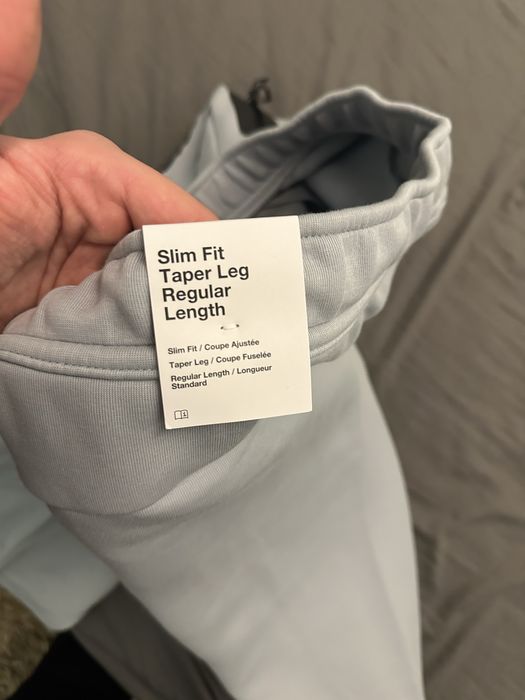 Slim Fit
Taper Leg
Regular
Length
Slim Fit / Coupe Ajustée
Taper Leg / Coupe Fuselée
Regular Length / Longueur
Standard